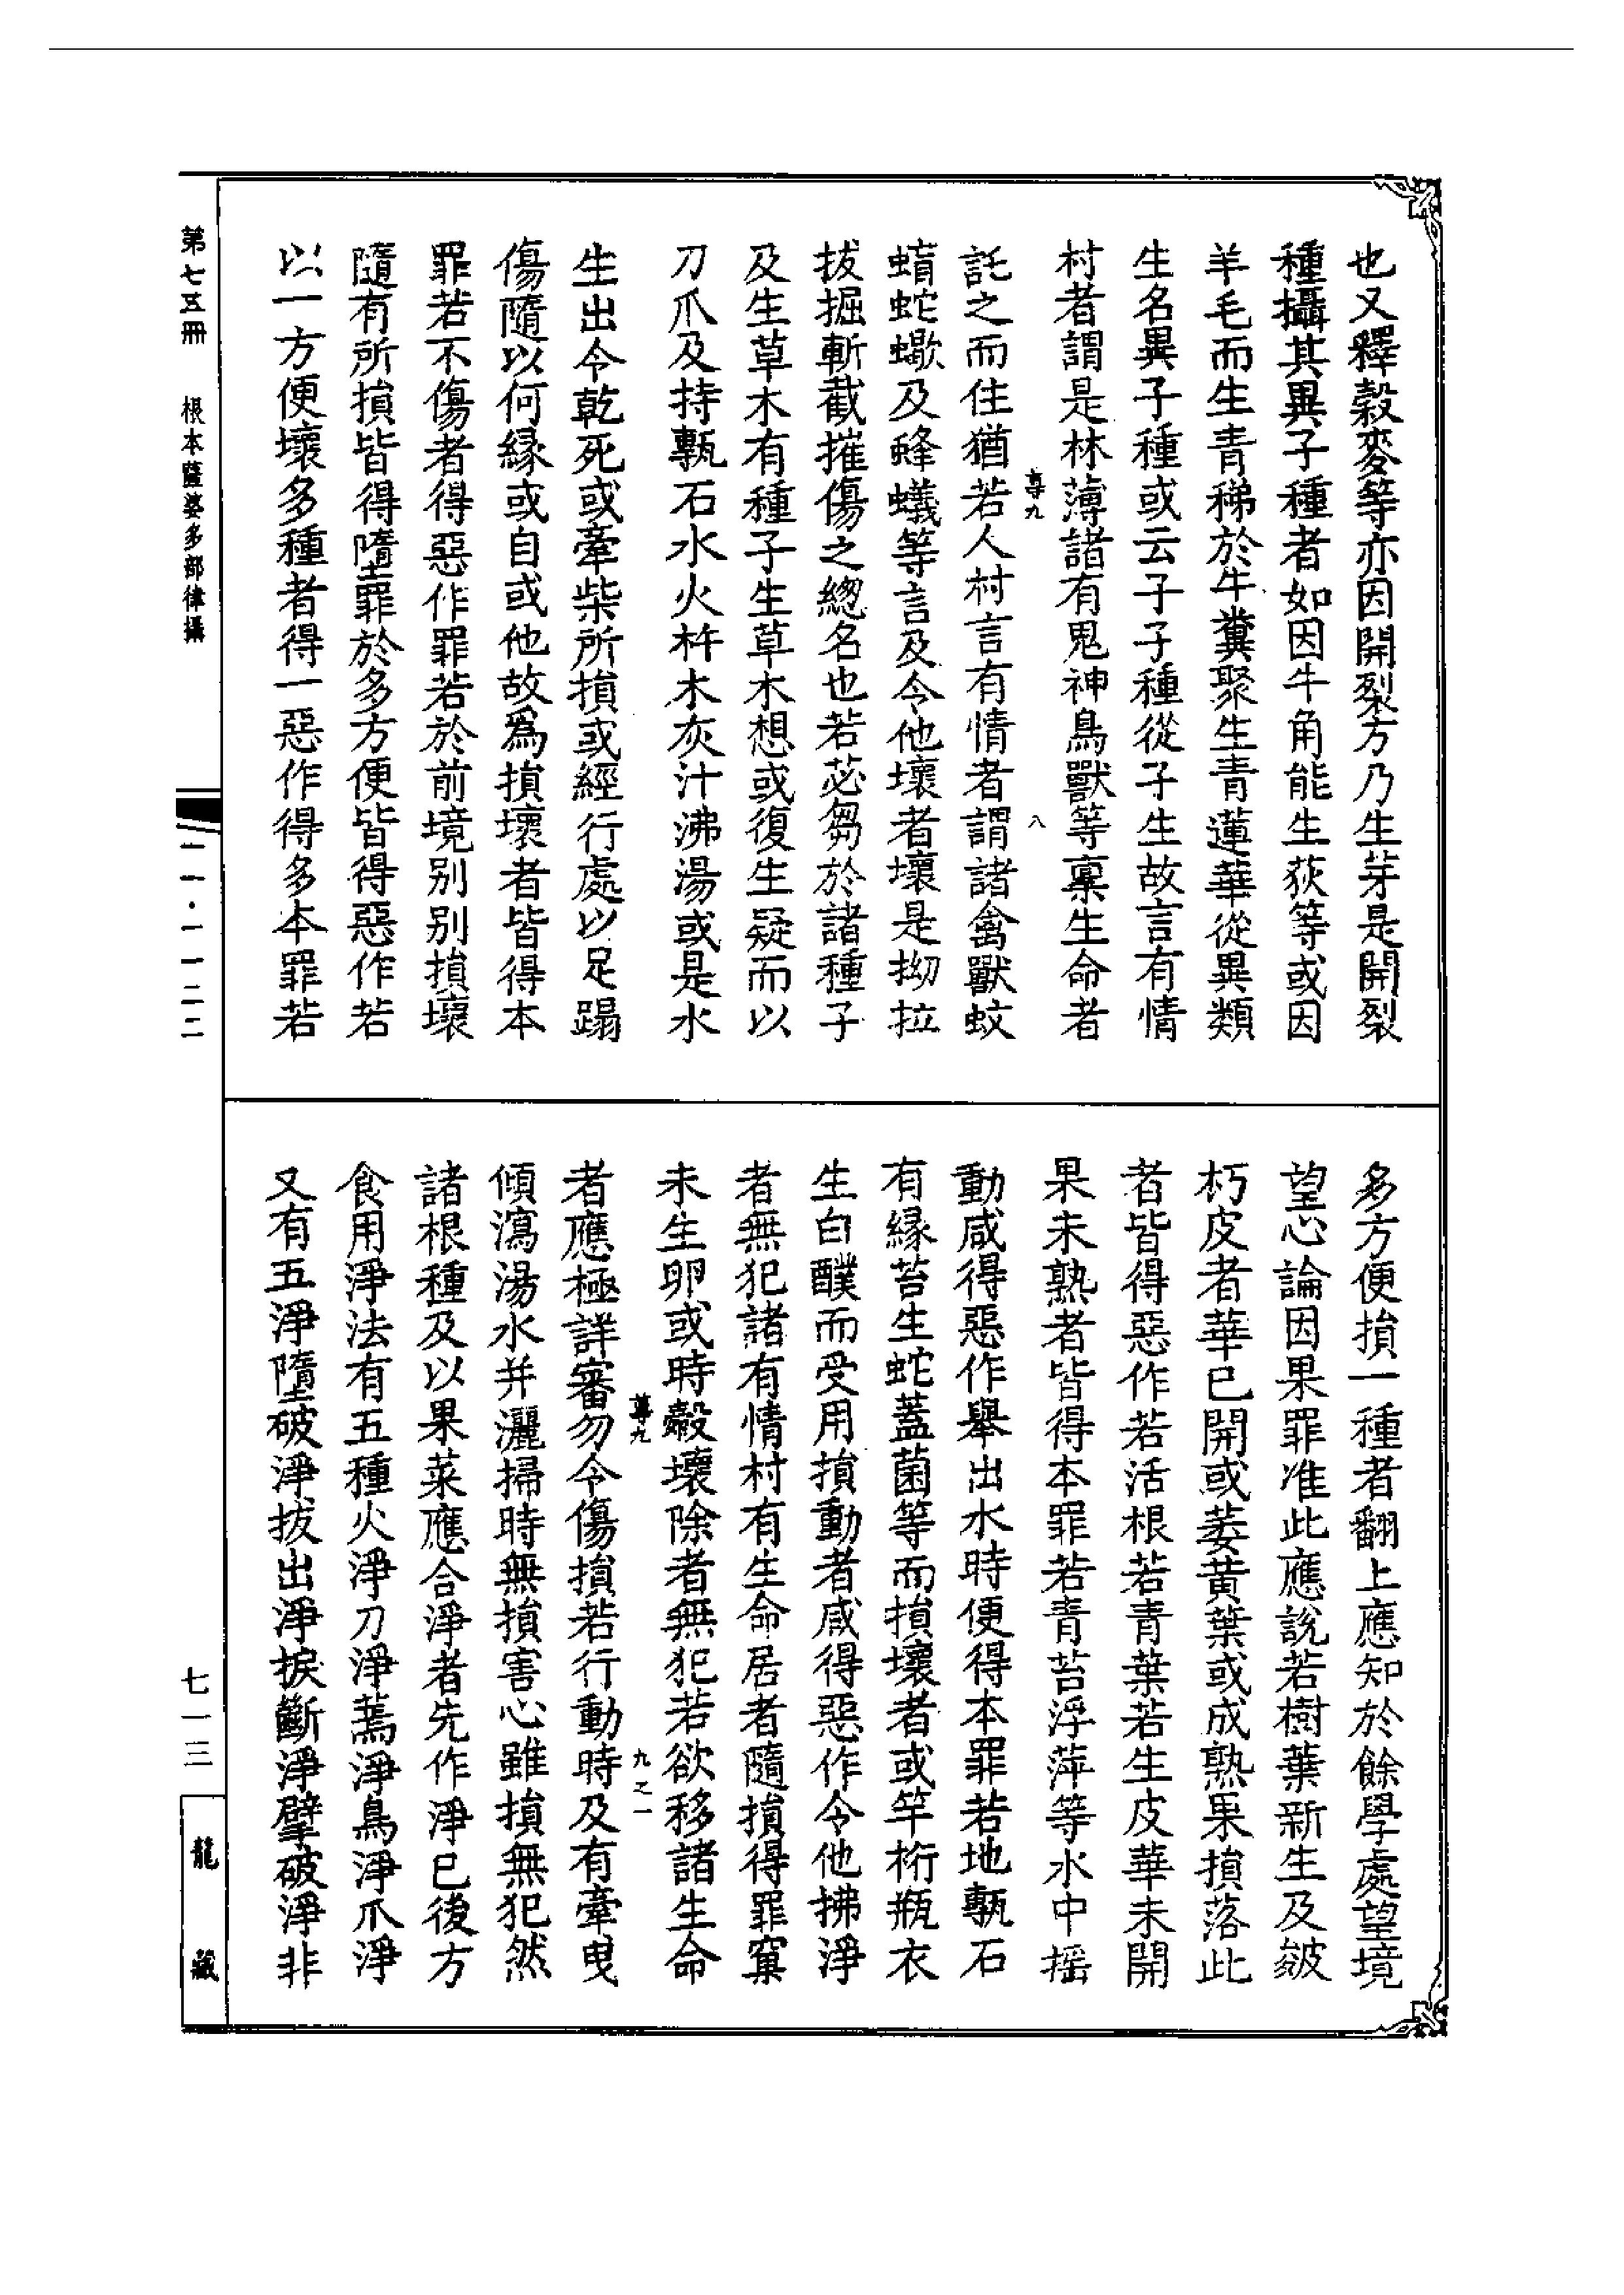 也又釋穀麥等亦因開裂方乃生芽是開裂
種攝其異子種者如因牛角能生荻等或因
羊毛而生青稊於牛糞聚生青蓮華從異類
生名異子種或云子子種從子生故言有情
村者謂是林薄諸有鬼神鳥獸等稟生命者
尊九
八
託之而住猶若人村言有情者謂諸禽獸蚊
蝢蛇蠍及蜂蟻等言及令他壞者壞是拗拉
拔掘斬截摧傷之總名也若苾芻於諸種子
及生草木有種子生草木想或復生疑而以
刀爪及持甎石水火杵木灰汁沸湯或是水
生出令乾死或牽柴所損或經行處以足蹋
傷隨以何緣或自或他故爲損壞者皆得本
罪若不傷者得惡作罪若於前境別別損壞
隨有所損皆得墮罪於多方便皆得惡作若
以一方便壞多種者得一惡作得多本罪若
多方便損一種者翻上應知於餘學處望境
望心論因果罪准此應說若樹葉新生及皴
朽皮者華已開或萎黃葉或成熟果損落此
者皆得惡作若活根若青葉若生皮華未開
果未熟者皆得本罪若青苔浮萍等水中搖
動咸得惡作舉出水時便得本罪若地甎石
有緣苔生蛇蓋菌等而損壞者或竿桁瓶衣
生白醭而受用損動者咸得惡作令他拂淨
者無犯諸有情村有生命居者隨損得罪窠
未生卵或時㲉壞除者無犯若欲移諸生命
尊九
九之一
者應極詳審勿令傷損若行動時及有牽曳
傾瀉湯水并灑掃時無損害心雖損無犯然
諸根種及以果菜應合淨者先作淨已後方
食用淨法有五種火淨刀淨蔫淨鳥淨爪淨
又有五淨墮破淨拔出淨捩斷淨擘破淨非
第七五冊
根本薩婆多部律攝
一一·一一二二
七一三
龍
藏